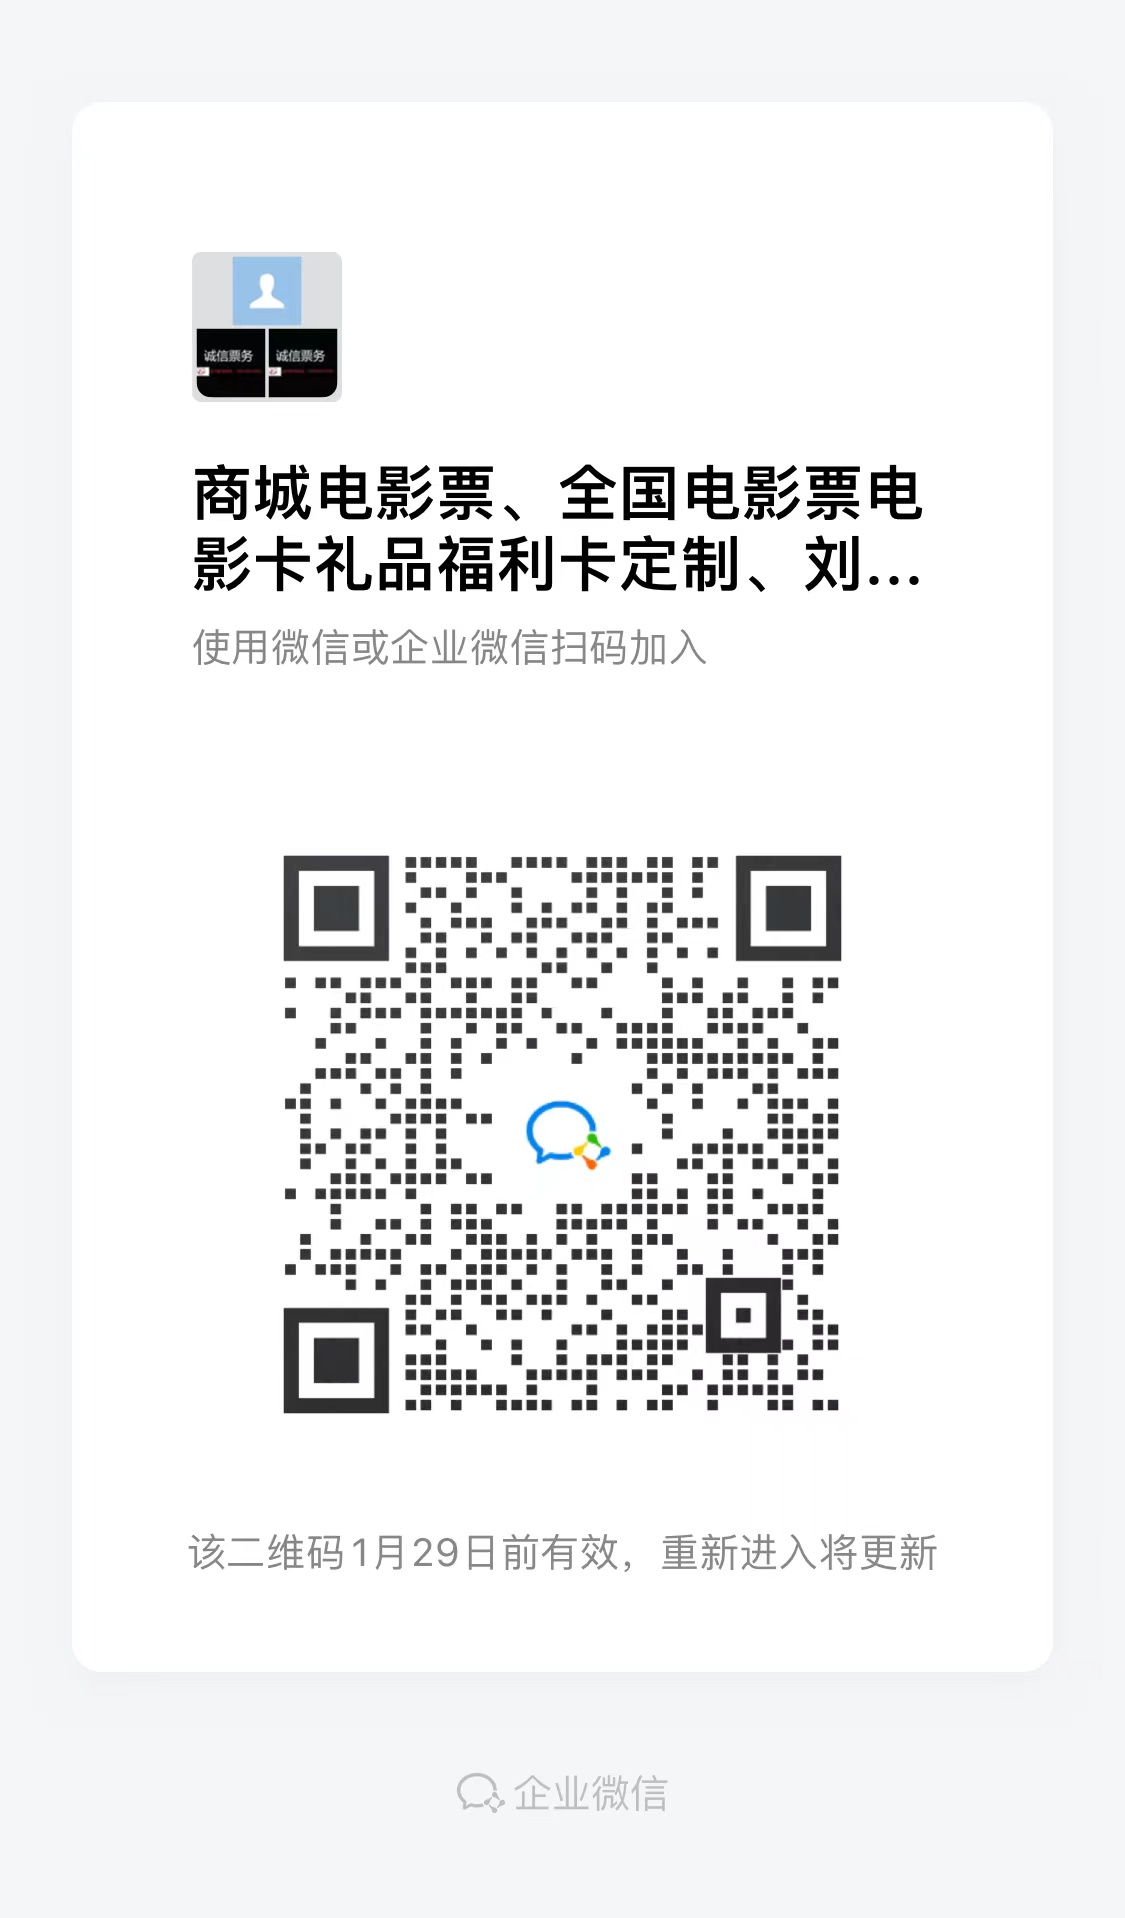 诚信票务 诚信票务
商城电影票、全国电影票电
影卡礼品福利卡定制、刘...
使用微信或企业微信扫码加入
该二维码1月29日前有效，重新进入将更新
企业微信